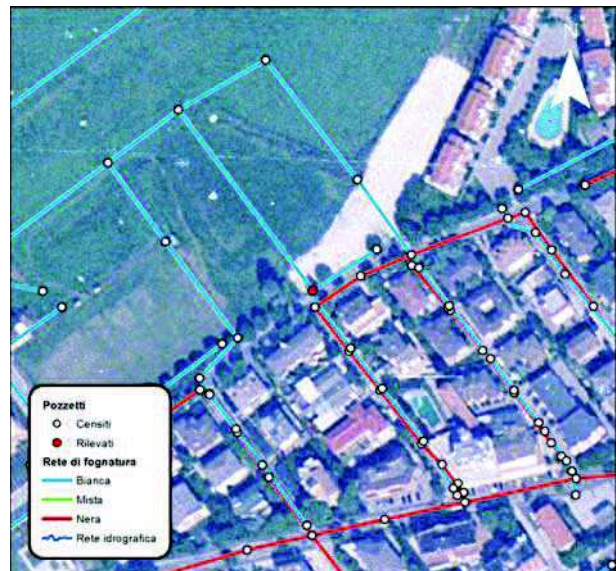 N
Pozzetti
Censiti
Rilevati
Rete di fognatura
Bianca
Mista
Nera
Rete idrografica